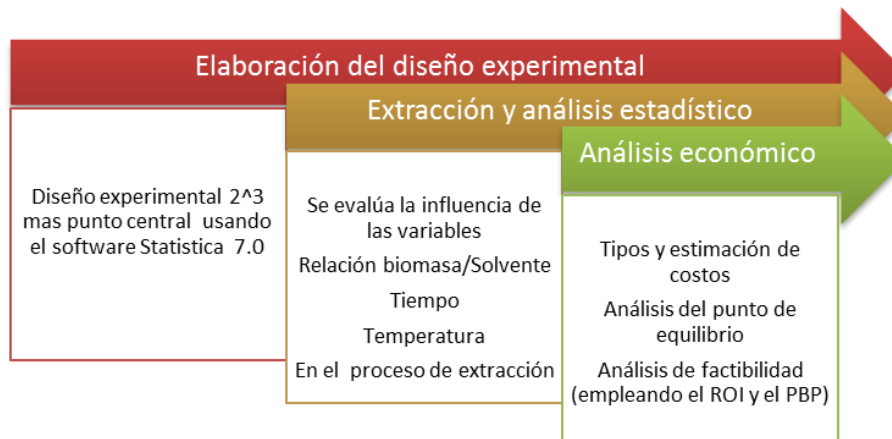 Elaboración del diseño experimental
Extracción y análisis estadístico
Análisis económico
Diseño experimental 2^3
mas punto central usando
el software Statistica 7.0
Se evalúa la influencia de
las variables
Relación biomasa/Solvente
Tiempo
Temperatura
En el proceso de extracción
Tipos y estimación de
costos
Análisis del punto de
equilibrio
Análisis de factibilidad
(empleando el ROI y el PBP)